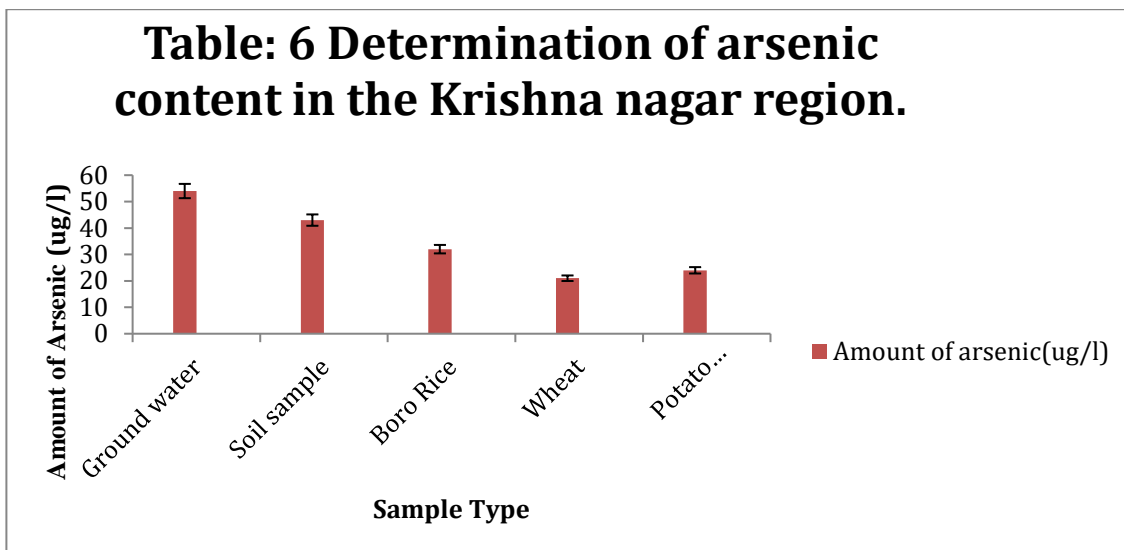 Table: 6 Determination of arsenic
content in the Krishna nagar region.
Amount of Arsenic (ug/l)
60
50
40
30
20
10
0
Ground water
Soil sample
Boro Rice
Wheat
Potato...
Amount of arsenic(ug/l)
Sample Type